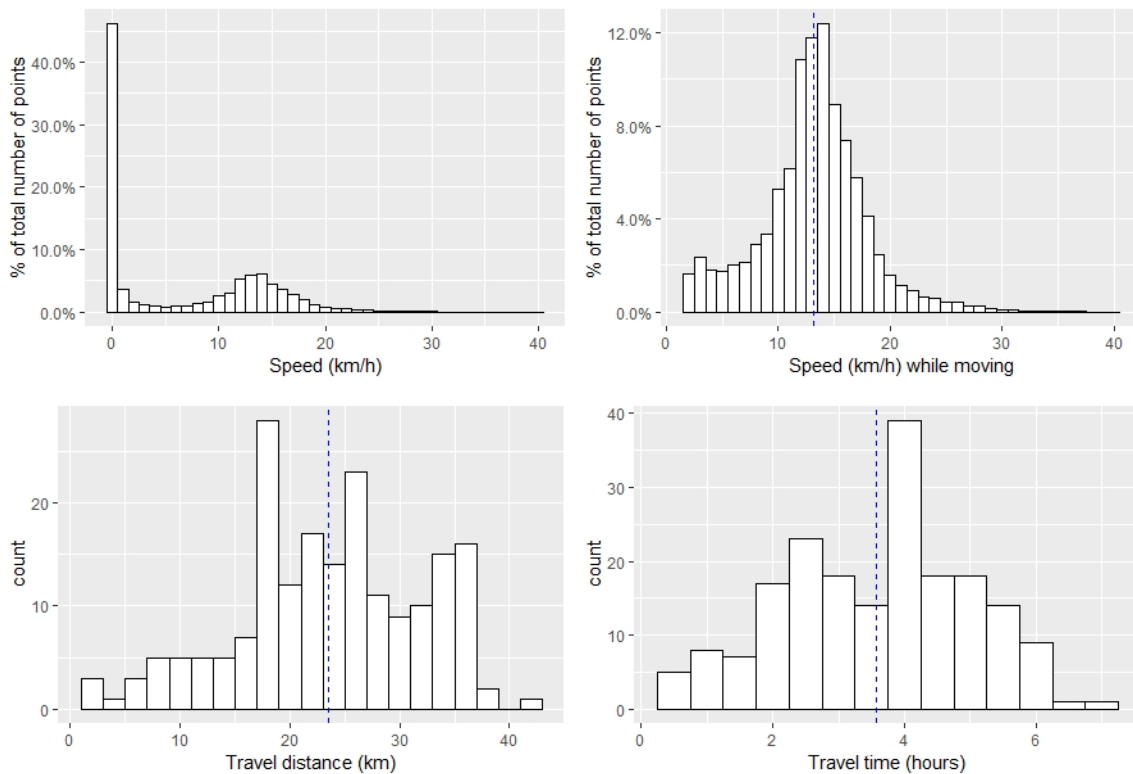 % of total number of points
40.0%
30.0%
20.0%
10.0%
0.0%
0 10 20 30 40
Speed (km/h)
% of total number of points
12.0%
8.0%
4.0%
0.0%
0 10 20 30 40
Speed (km/h) while moving
count
20
10
0
0 10 20 30 40
Travel distance (km)
count
40
30
20
10
0
0 2 4 6
Travel time (hours)